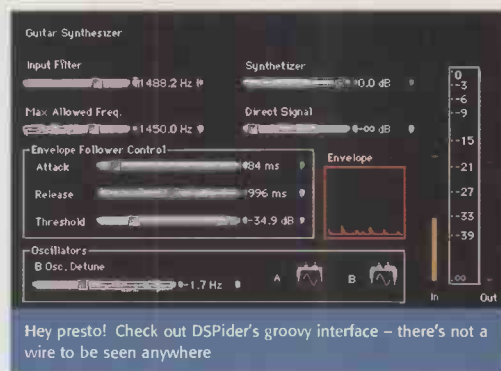 Guitar Synthesizer
Input Filter
1488.2 Hz
Synthetizer
0.0 dB
Max Allowed Freq.
1450.0 Hz
Direct Signal
-∞ dB
Envelope Follower Control
Attack
84 ms
Release
996 ms
Threshold
-34.9 dB
Envelope
Oscillators
B Osc. Detune
-1.7 Hz
A
B
0
-3
-6
-9
-15
-21
-27
-33
-39
∞
In
Out
Hey presto! Check out DSPider's groovy interface – there's not a
wire to be seen anywhere